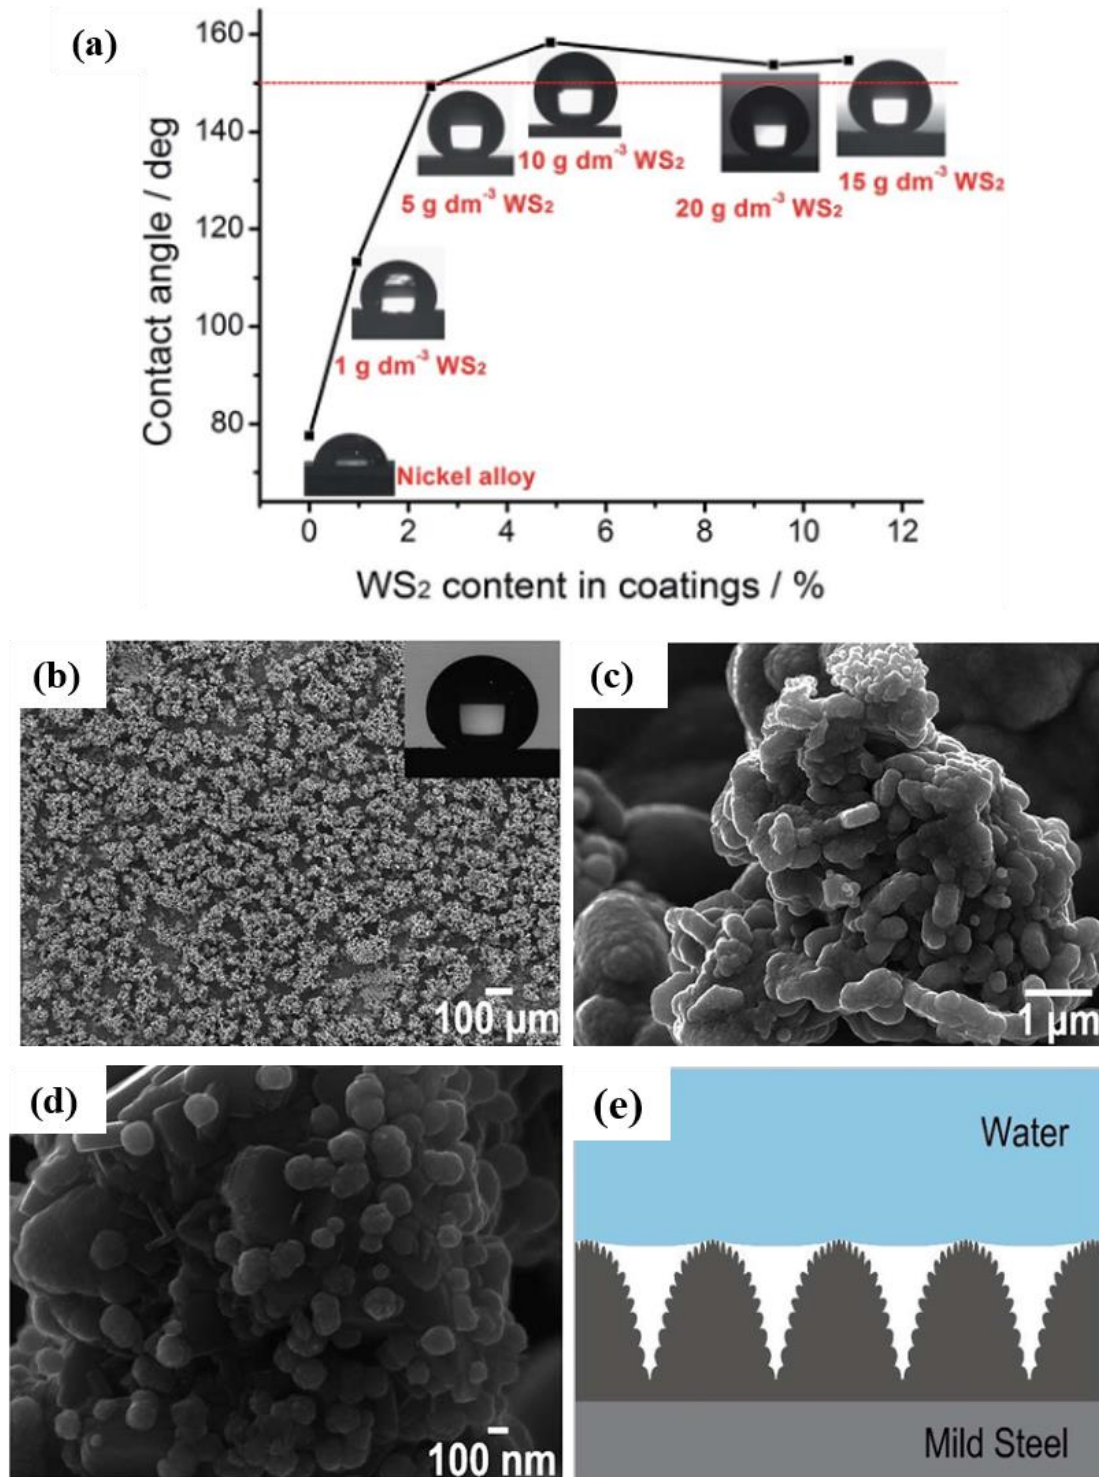 (a)
160
140
120
100
80
Contact angle / deg
10 g dm⁻³ WS₂
5 g dm⁻³ WS₂
20 g dm⁻³ WS₂
15 g dm⁻³ WS₂
1 g dm⁻³ WS₂
Nickel alloy
0 2 4 6 8 10 12
WS₂ content in coatings / %
(b)
100 µm
(c)
1 µm
(d)
100 nm
(e)
Water
Mild Steel